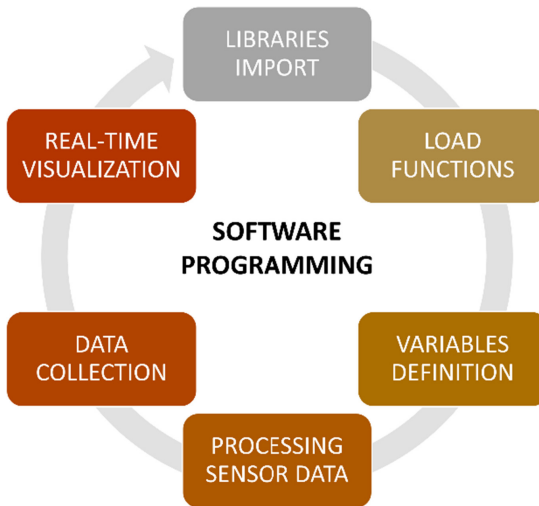 LIBRARIES
IMPORT
LOAD
FUNCTIONS
VARIABLES
DEFINITION
PROCESSING
SENSOR DATA
DATA
COLLECTION
REAL-TIME
VISUALIZATION
SOFTWARE
PROGRAMMING